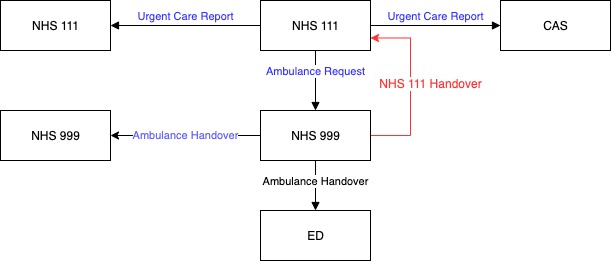 Urgent Care Report
Urgent Care Report
NHS 111
NHS 111
CAS
Ambulance Request
NHS 111 Handover
NHS 999
Ambulance Handover
NHS 999
Ambulance Handover
ED